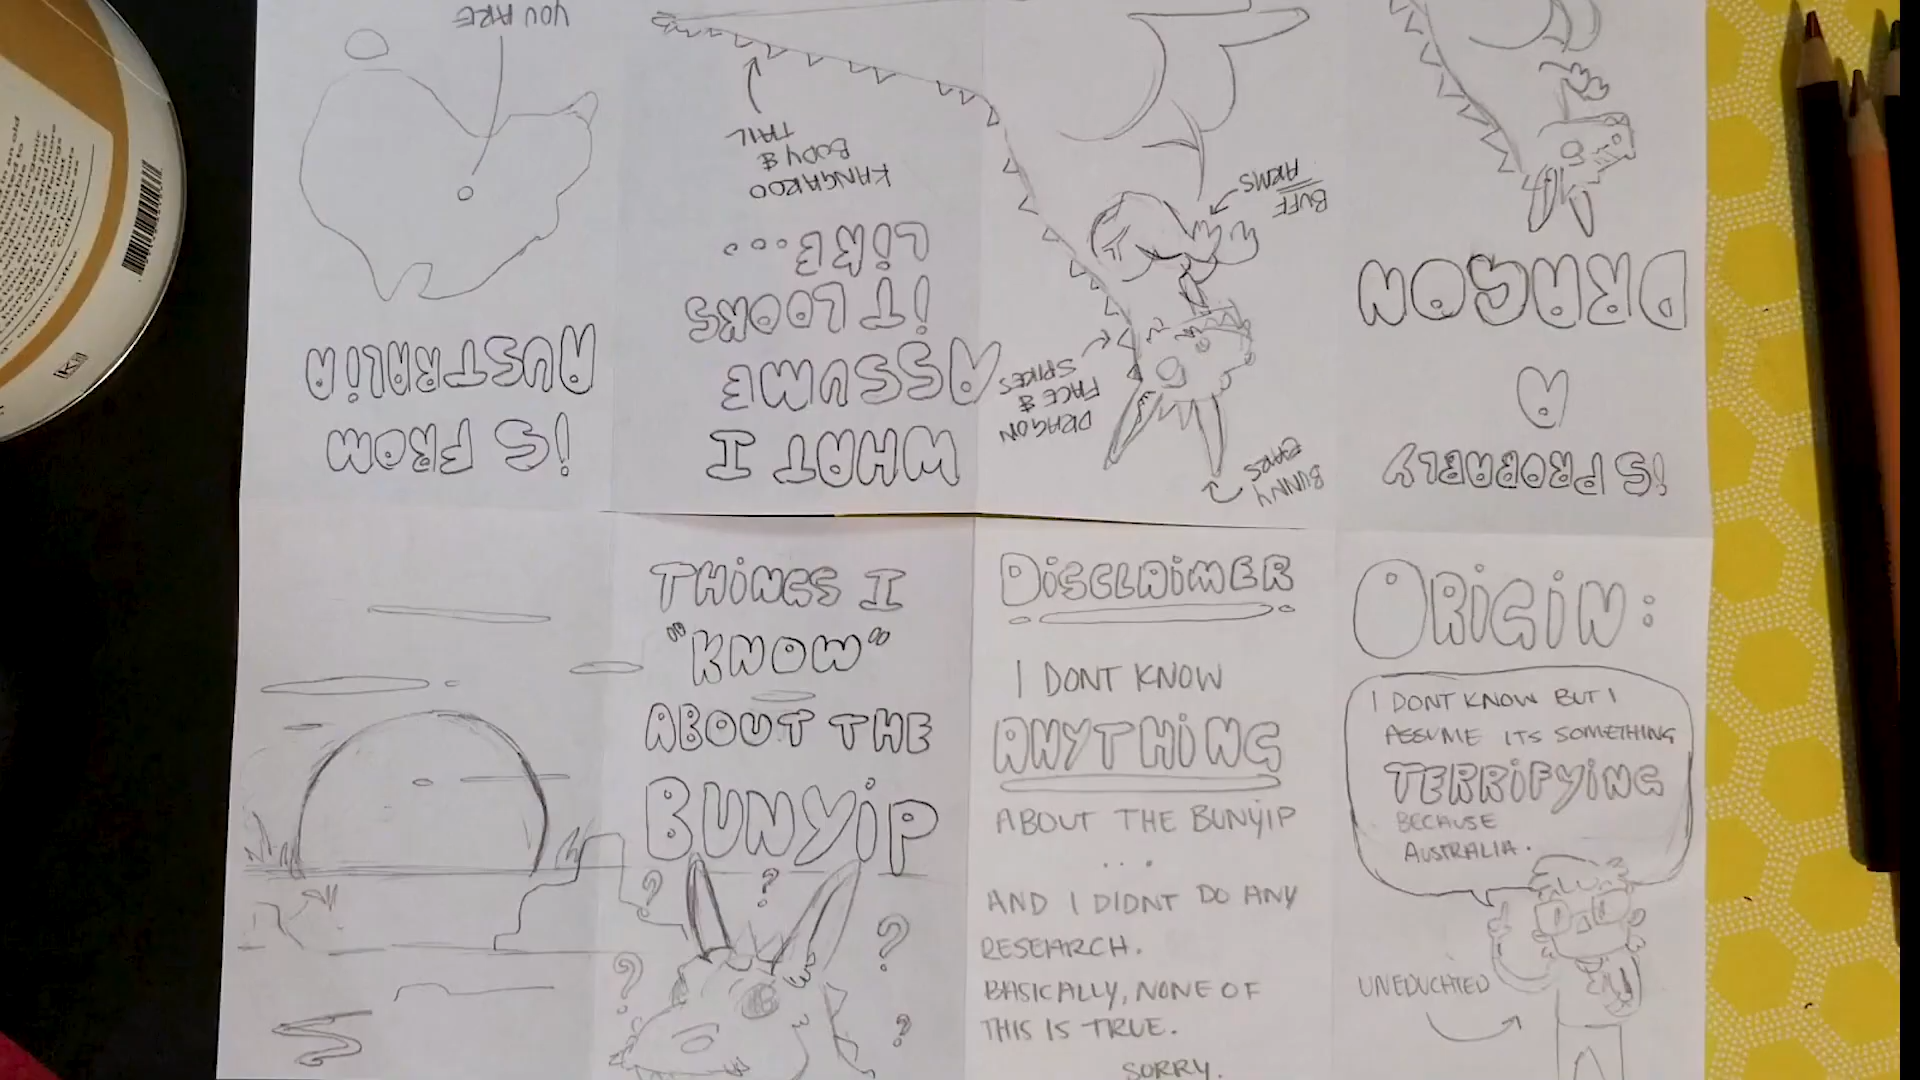 THINGS I
"KNOW"
ABOUT THE
BUNYIP
? ? ? ? ?
DISCLAIMER
I DONT KNOW
ANYTHING
ABOUT THE BUNYIP
...
AND I DIDNT DO ANY
RESEARCH.
BASICALLY, NONE OF
THIS IS TRUE.
SORRY.
ORIGIN:
I DONT KNOW BUT I
ASSUME ITS SOMETHING
TERRIFYING
BECAUSE
AUSTRALIA.
UNEDUCATED
IS PROBABLY
A
DRAGON
BUNNY
EARS
DRAGON
FACE &
SPIKES
BUFF
ARMS
WHAT I
ASSUME
IT LOOKS
LIKE...
KANGAROO
BODY &
TAIL
IS FROM
AUSTRALIA
YOU ARE
organic coffee